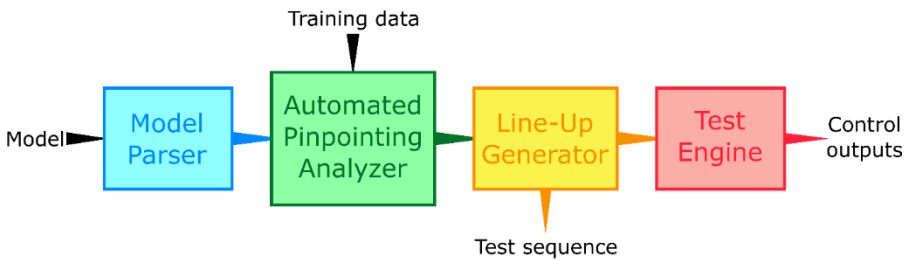 Training data
Model
Model
Parser
Automated
Pinpointing
Analyzer
Line-Up
Generator
Test
Engine
Control
outputs
Test sequence